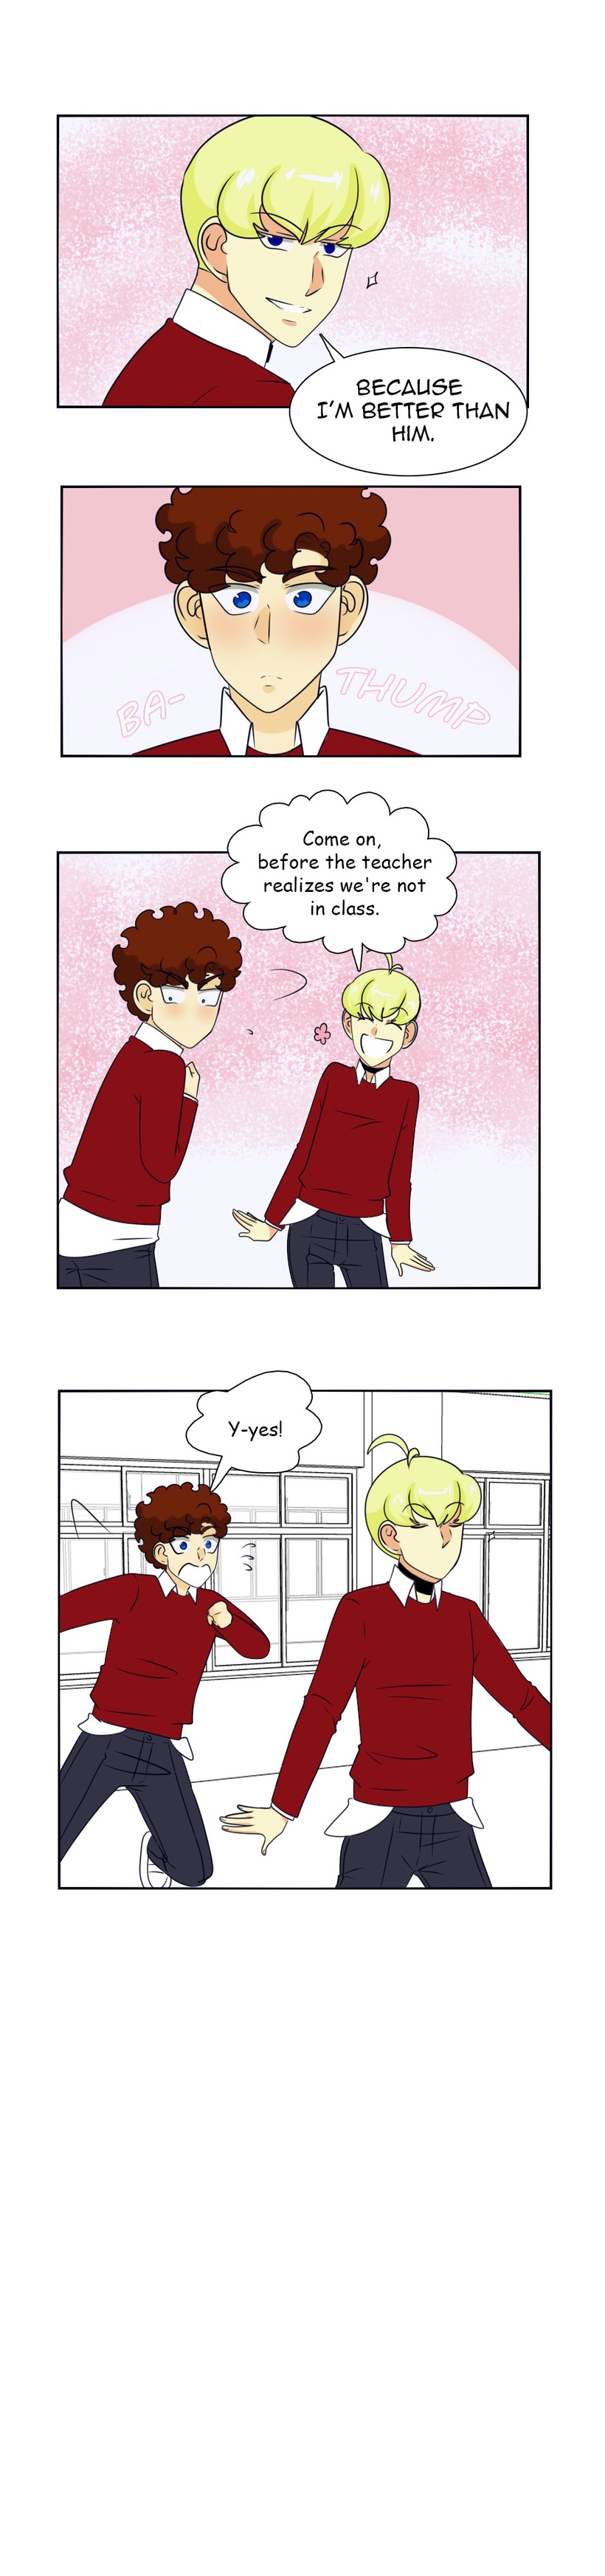 BECAUSE
I'M BETTER THAN
HIM.
BA-
THUMP
Come on,
before the teacher
realizes we're not
in class.
Y-yes!